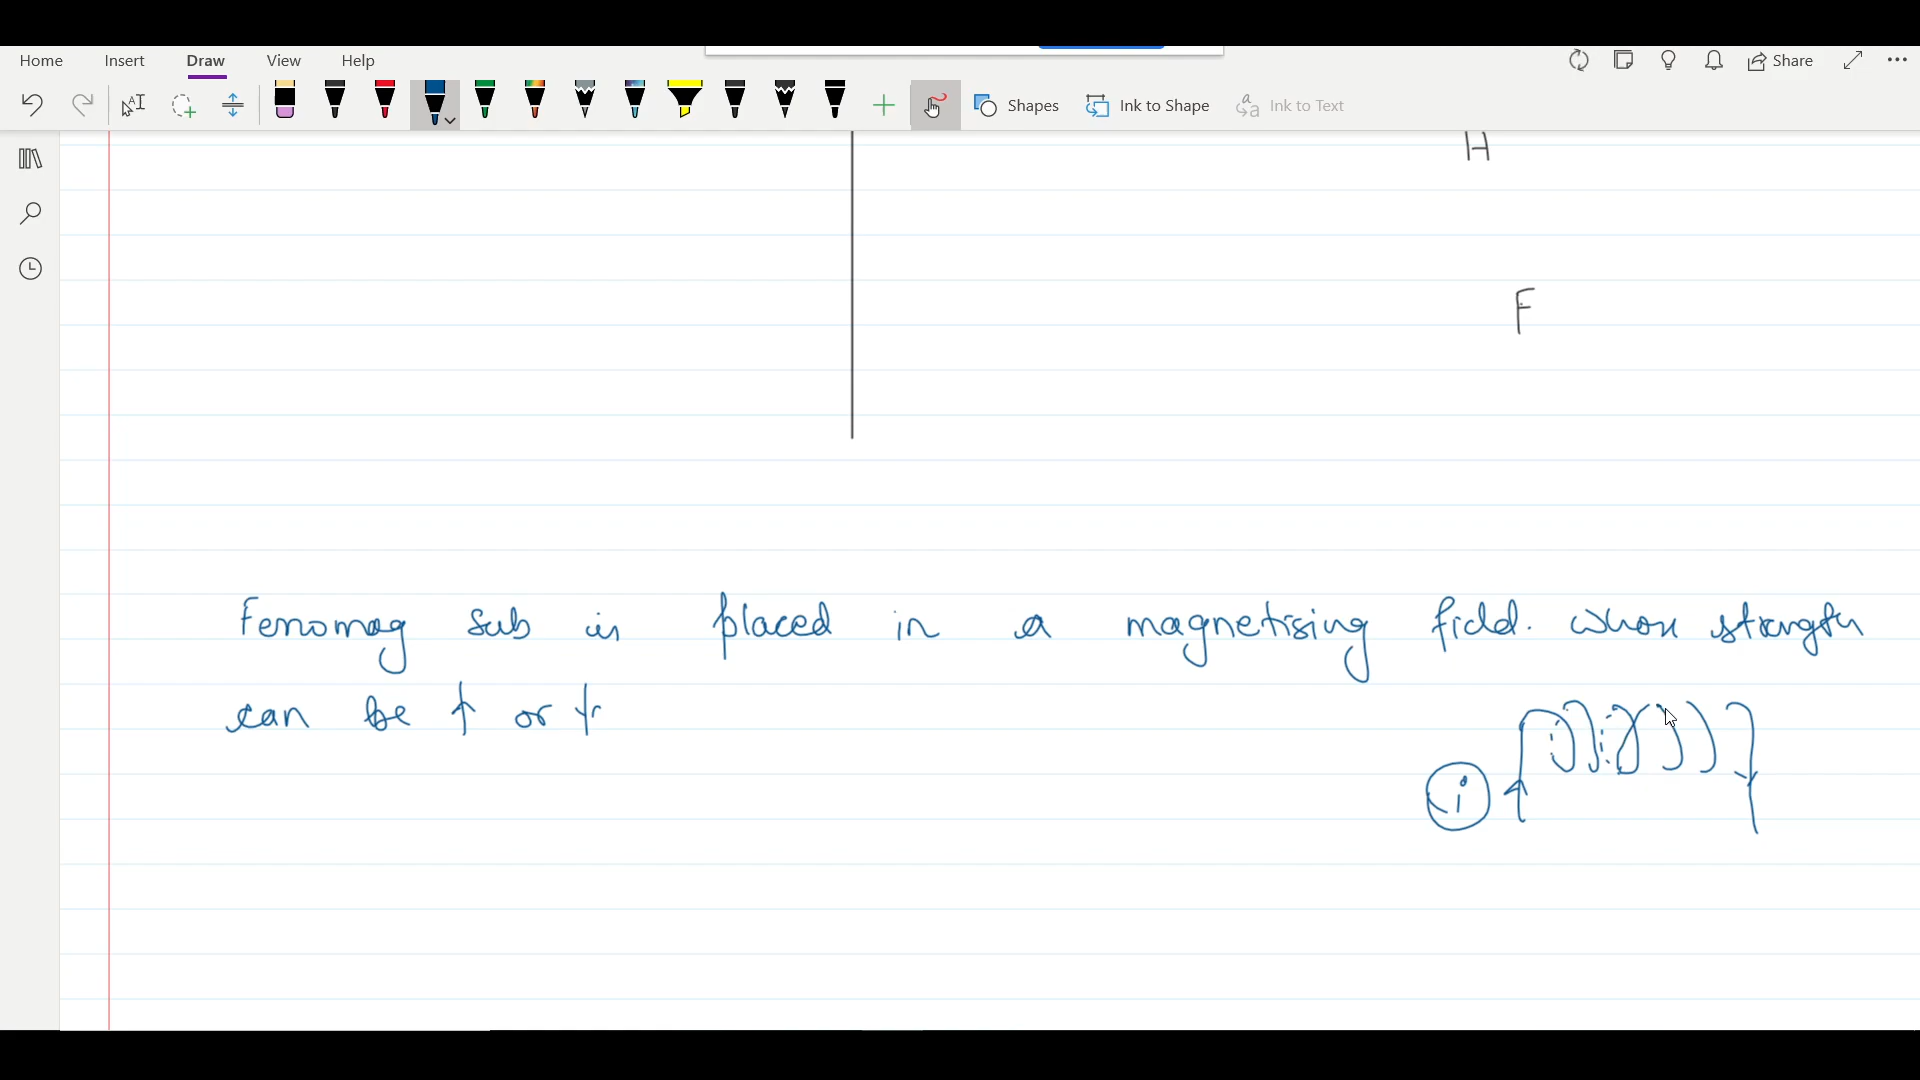 Home Insert Draw View Help Share
Shapes Ink to Shape Ink to Text
H
F
Ferromag Sub is placed in a magnetising field. whose strength
can be ↑ or ↓
i